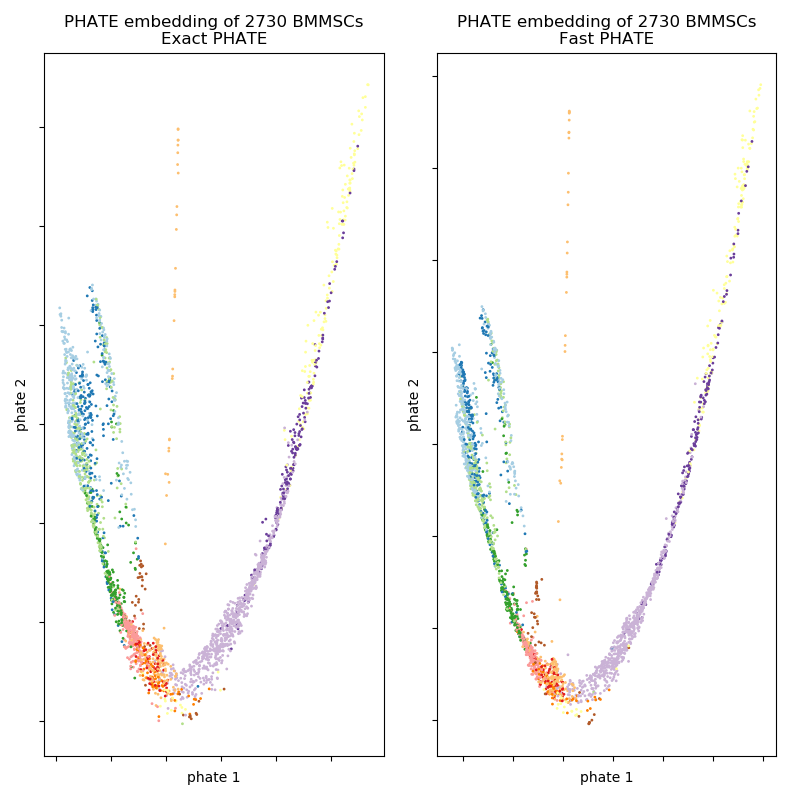 PHATE embedding of 2730 BMMSCs
Exact PHATE
phate 2
phate 1
PHATE embedding of 2730 BMMSCs
Fast PHATE
phate 2
phate 1